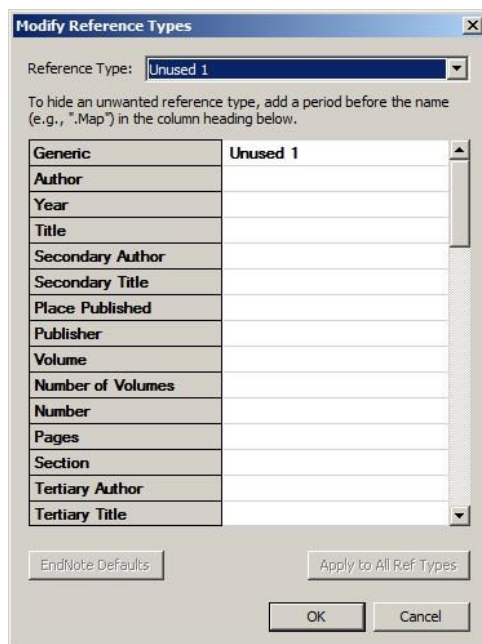 Modify Reference Types
Reference Type: Unused 1
To hide an unwanted reference type, add a period before the name
(e.g., ".Map") in the column heading below.
Generic Unused 1
Author
Year
Title
Secondary Author
Secondary Title
Place Published
Publisher
Volume
Number of Volumes
Number
Pages
Section
Tertiary Author
Tertiary Title
EndNote Defaults Apply to All Ref Types
OK Cancel